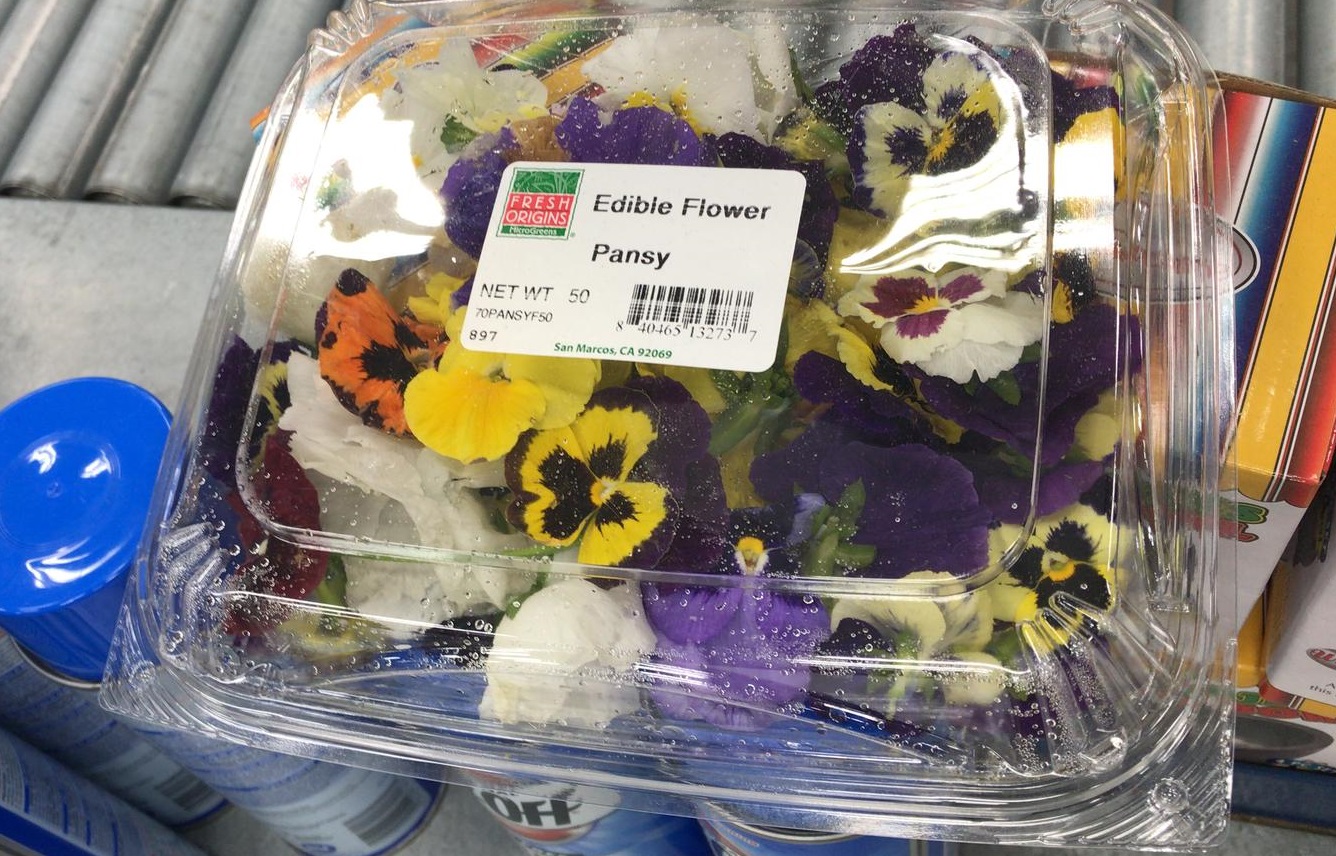 FRESH
ORIGINS
MicroGreens
Edible Flower
Pansy
NET WT 50
70PANSYF50
897
8 40465 13273 7
San Marcos, CA 92069
OFF
this